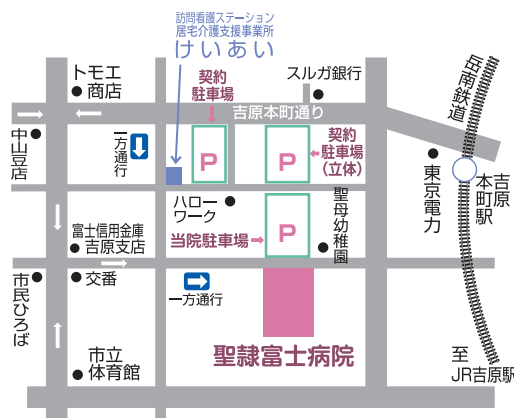 訪問看護ステーション
居宅介護支援事業所
けいあい
トモエ
商店
契約
駐車場
スルガ銀行
岳南鉄道
吉原本町通り
中山豆店
一方通行
P
P
契約
駐車場
(立体)
東京電力
吉原
本町駅
ハロー
ワーク
聖母幼稚園
富士信用金庫
吉原支店
当院駐車場
P
市民ひろば
交番
一方通行
聖隷富士病院
市立
体育館
至
JR吉原駅